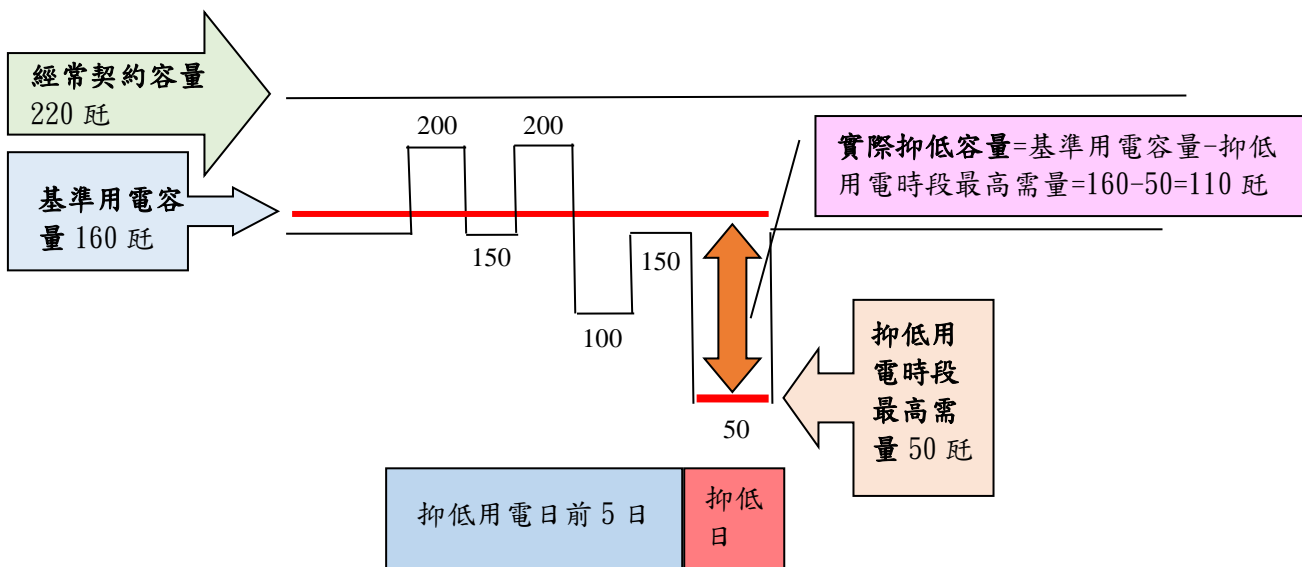 經常契約容量
220 瓩
基準用電容
量 160 瓩
200
200
150
100
150
50
實際抑低容量=基準用電容量-抑低
用電時段最高需量=160-50=110 瓩
抑低用
電時段
最高需
量 50 瓩
抑低用電日前 5 日
抑低
日